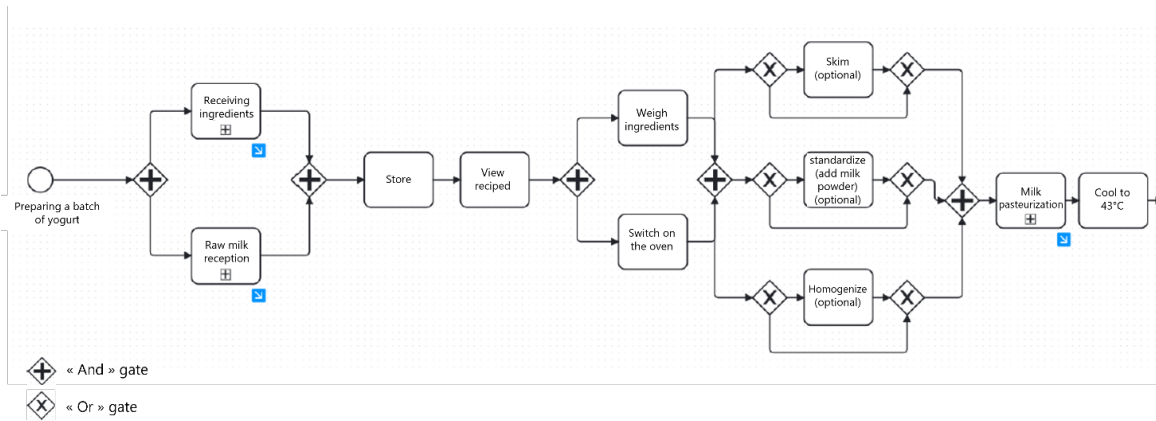 Preparing a batch
of yogurt
Receiving
ingredients
Raw milk
reception
Store
View
reciped
Weigh
ingredients
Switch on
the oven
Skim
(optional)
standardize
(add milk
powder)
(optional)
Homogenize
(optional)
Milk
pasteurization
Cool to
43°C
« And » gate
« Or » gate